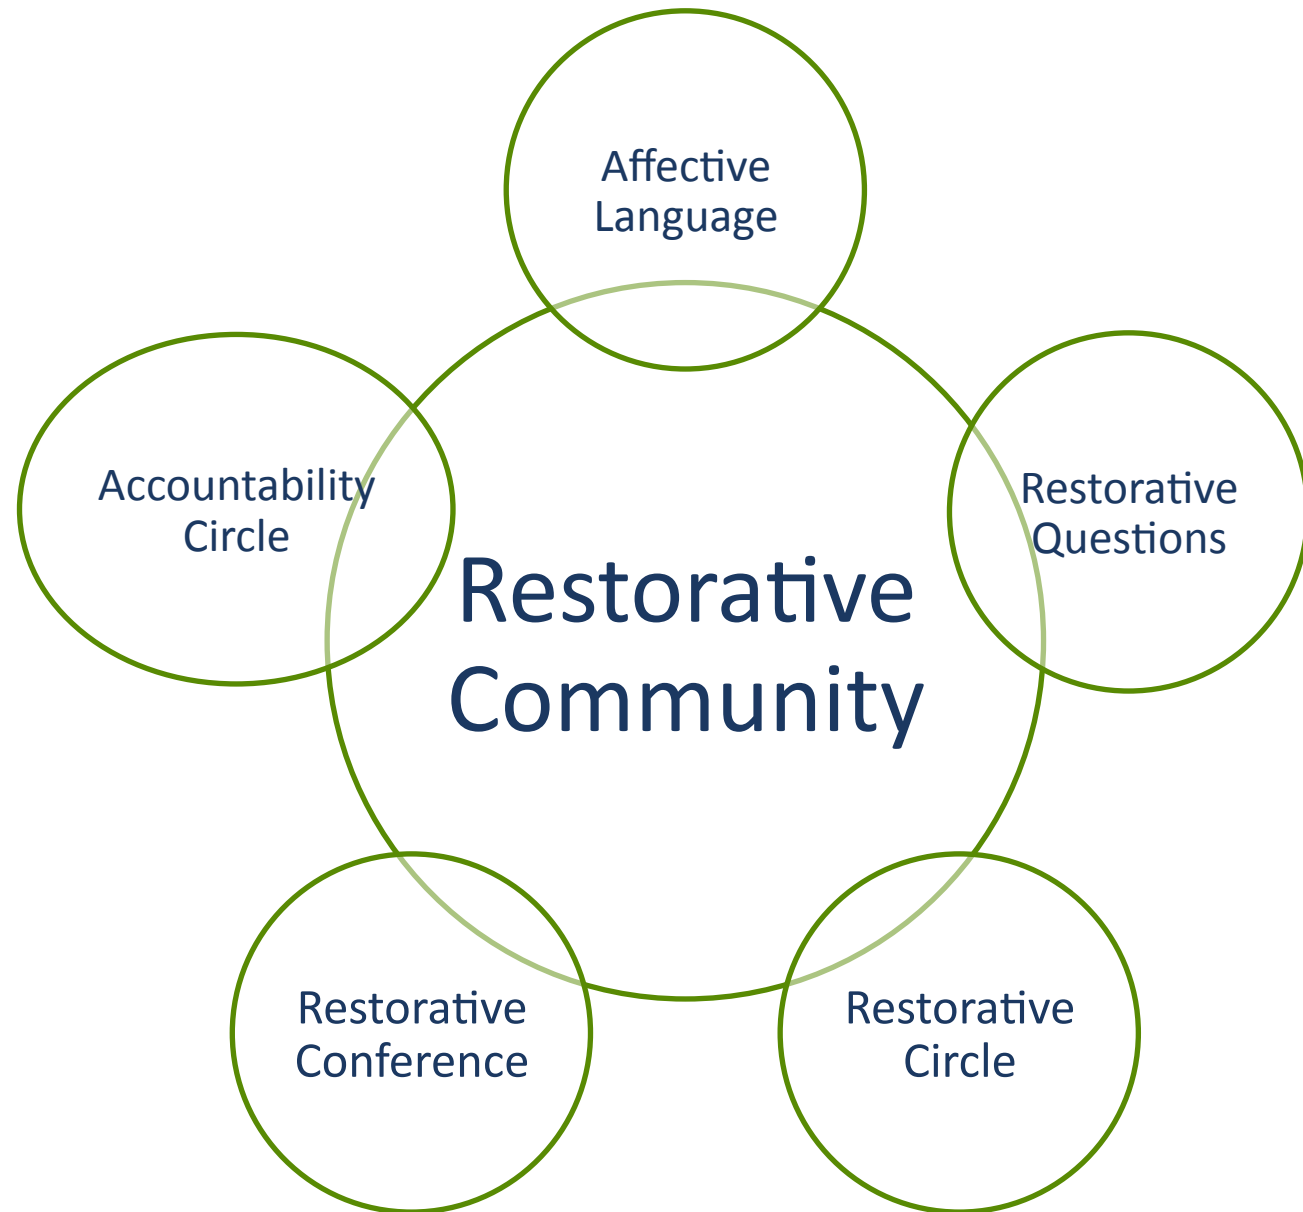 Affective
Language
Accountability
Circle
Restorative
Questions
Restorative
Community
Restorative
Conference
Restorative
Circle